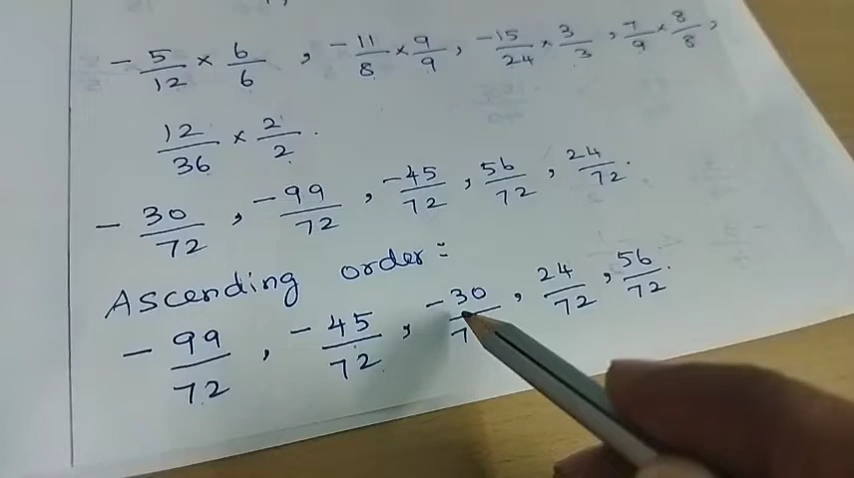 - 5/12 × 6/6 , -11/8 × 9/9 , -15/24 × 3/3 , 7/9 × 8/8 ,
12/36 × 2/2 .
- 30/72 , -99/72 , -45/72 , 56/72 , 24/72 .
Ascending order:
- 99/72 , -45/72 , -30/7 , 24/72 , 56/72 .